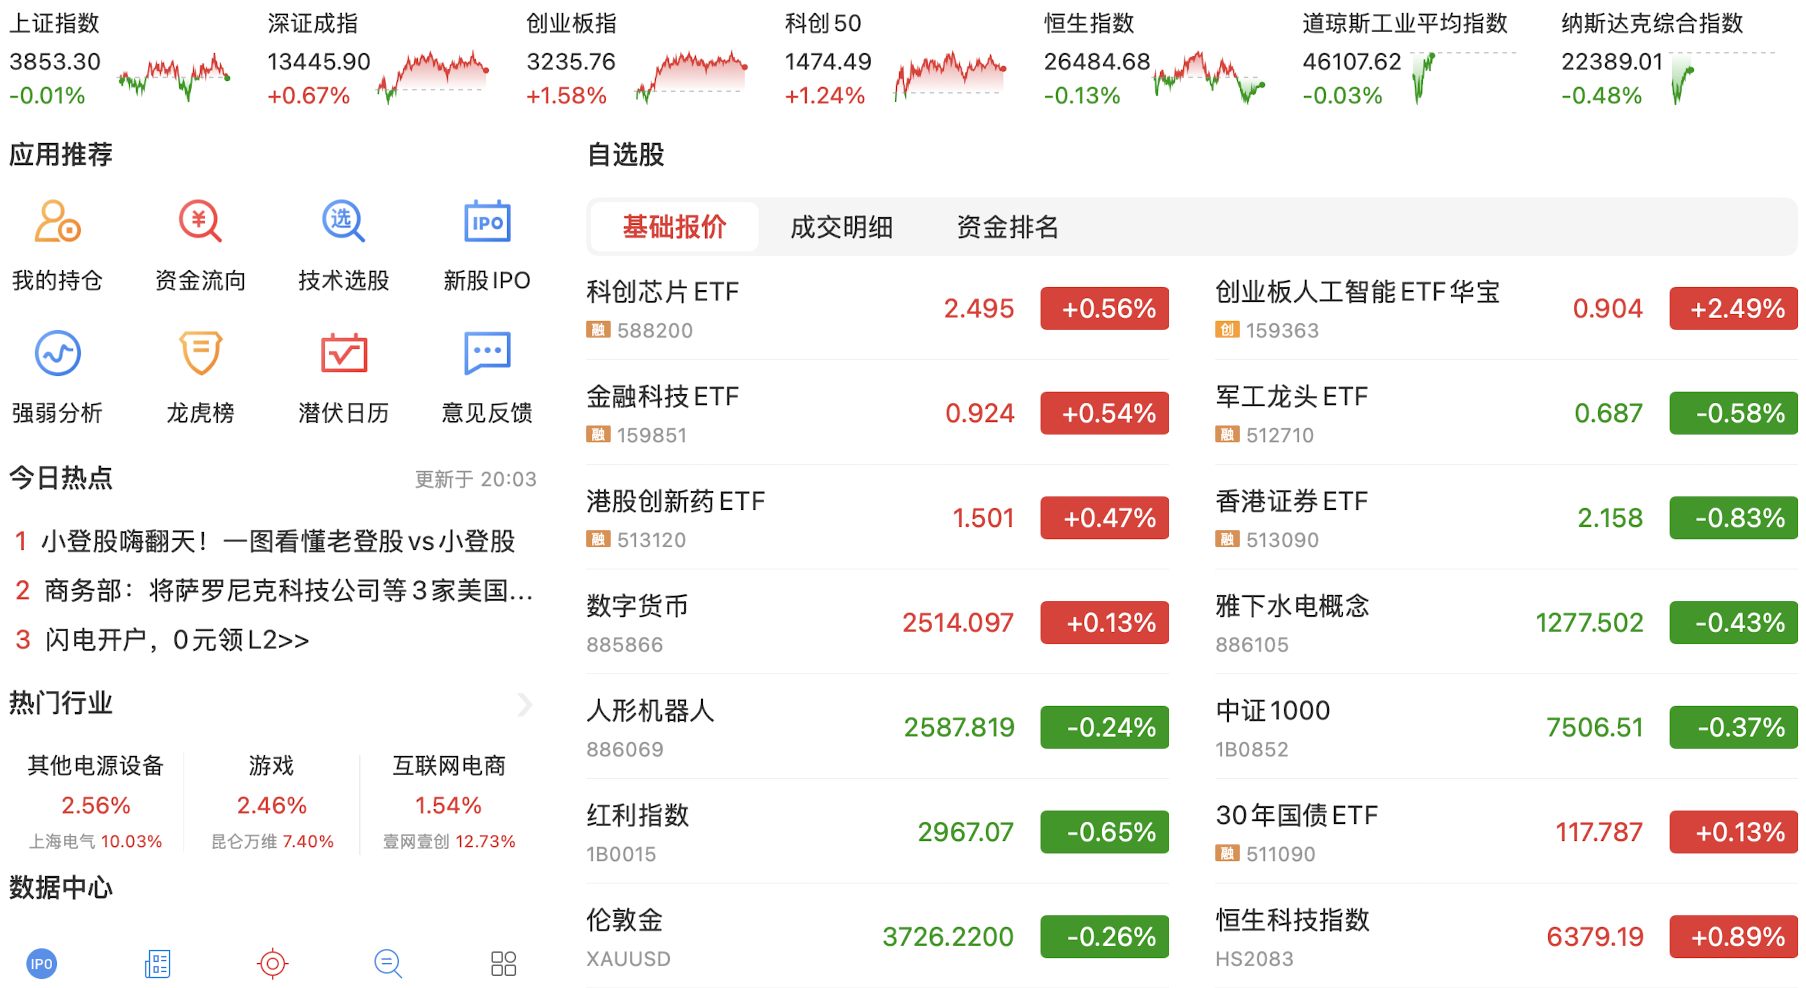 上证指数
3853.30
-0.01%
深证成指
13445.90
+0.67%
创业板指
3235.76
+1.58%
科创50
1474.49
+1.24%
恒生指数
26484.68
-0.13%
道琼斯工业平均指数
46107.62
-0.03%
纳斯达克综合指数
22389.01
-0.48%
应用推荐
我的持仓
资金流向
选
技术选股
IPO
新股IPO
强弱分析
龙虎榜
潜伏日历
意见反馈
今日热点
更新于 20:03
1 小登股嗨翻天！一图看懂老登股vs小登股
2 商务部：将萨罗尼克科技公司等3家美国...
3 闪电开户，0元领L2>>
热门行业
其他电源设备
2.56%
上海电气 10.03%
游戏
2.46%
昆仑万维 7.40%
互联网电商
1.54%
壹网壹创 12.73%
数据中心
IPO
自选股
基础报价 成交明细 资金排名
科创芯片ETF
融 588200
2.495 +0.56%
创业板人工智能ETF华宝
创 159363
0.904 +2.49%
金融科技ETF
融 159851
0.924 +0.54%
军工龙头ETF
融 512710
0.687 -0.58%
港股创新药ETF
融 513120
1.501 +0.47%
香港证券ETF
融 513090
2.158 -0.83%
数字货币
885866
2514.097 +0.13%
雅下水电概念
886105
1277.502 -0.43%
人形机器人
886069
2587.819 -0.24%
中证1000
1B0852
7506.51 -0.37%
红利指数
1B0015
2967.07 -0.65%
30年国债ETF
融 511090
117.787 +0.13%
伦敦金
XAUUSD
3726.2200 -0.26%
恒生科技指数
HS2083
6379.19 +0.89%